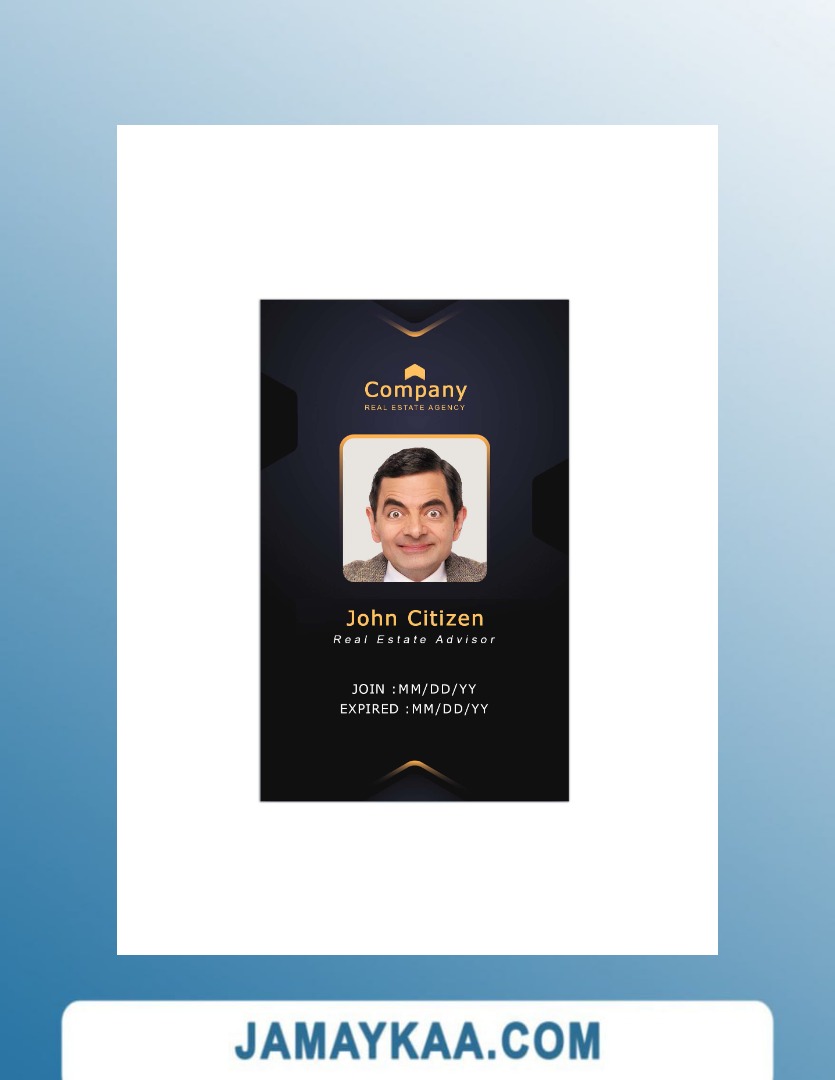 Company
REAL ESTATE AGENCY
John Citizen
Real Estate Advisor
JOIN :MM/DD/YY
EXPIRED :MM/DD/YY
JAMAYKAA.COM